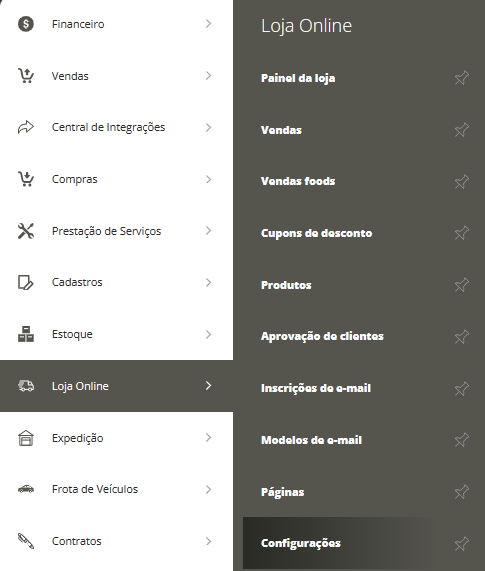 Financeiro
Vendas
Central de Integrações
Compras
Prestação de Serviços
Cadastros
Estoque
Loja Online
Expedição
Frota de Veículos
Contratos
Loja Online
Painel da loja
Vendas
Vendas foods
Cupons de desconto
Produtos
Aprovação de clientes
Inscrições de e-mail
Modelos de e-mail
Páginas
Configurações